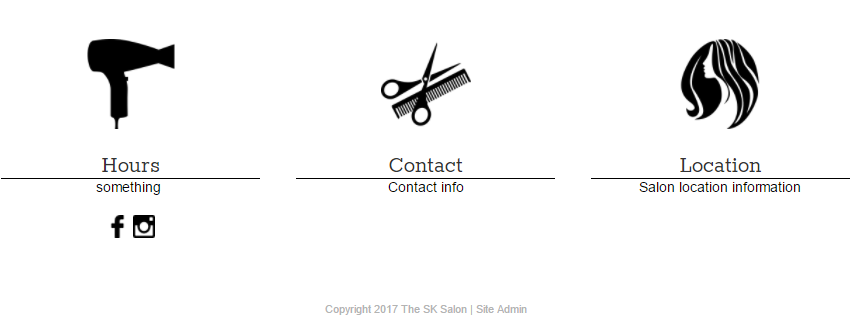 Hours
something
Contact
Contact info
Location
Salon location information
Copyright 2017 The SK Salon | Site Admin